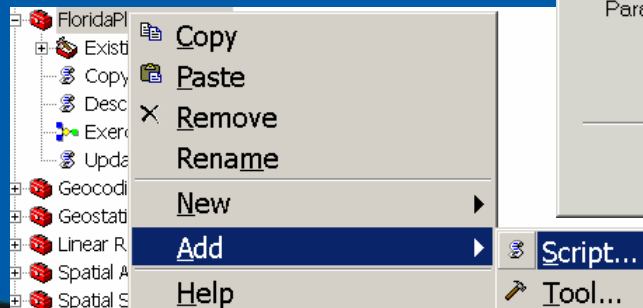 FloridaPl
Existi
Copy
Desc
Exerc
Upda
Geocodi
Geostati
Linear R
Spatial A
Spatial S
Copy
Paste
Remove
Rename
New
Add
Help
Script...
Tool...
Para